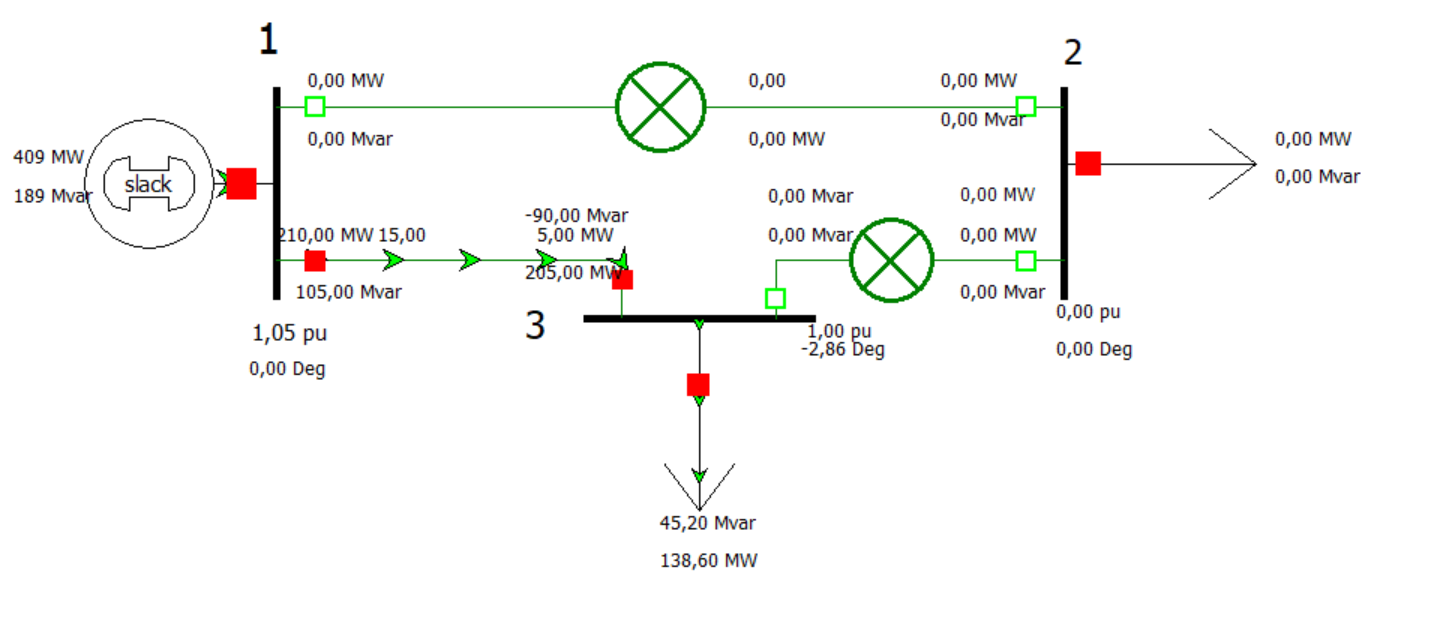 1
2
0,00 MW
0,00
0,00 MW
0,00 Mvar
0,00 Mvar
0,00 MW
0,00 MW
409 MW
0,00 Mvar
slack
189 Mvar
0,00 Mvar
0,00 MW
-90,00 Mvar
210,00 MW
15,00
5,00 MW
0,00 Mvar
0,00 MW
205,00 MW
105,00 Mvar
0,00 Mvar
0,00 pu
3
1,05 pu
1,00 pu
-2,86 Deg
0,00 Deg
0,00 Deg
45,20 Mvar
138,60 MW